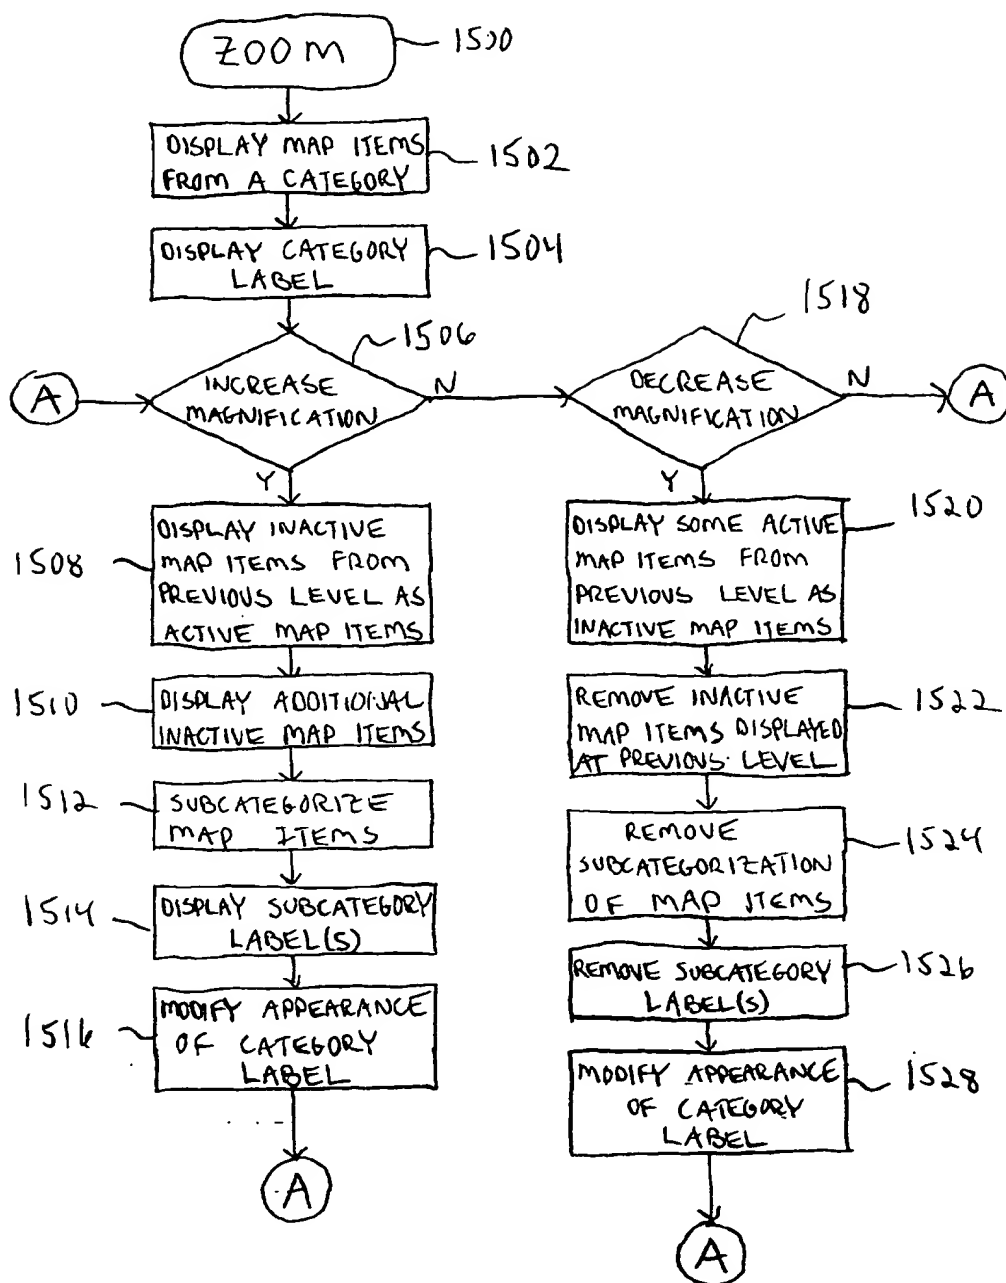 ZOOM
1500
DISPLAY MAP ITEMS
FROM A CATEGORY
1502
DISPLAY CATEGORY
LABEL
1504
1506
INCREASE
MAGNIFICATION
A
N
Y
1518
DECREASE
MAGNIFICATION
N
A
Y
1508
DISPLAY INACTIVE
MAP ITEMS FROM
PREVIOUS LEVEL AS
ACTIVE MAP ITEMS
1510
DISPLAY ADDITIONAL
INACTIVE MAP ITEMS
1512
SUBCATEGORIZE
MAP ITEMS
1514
DISPLAY SUBCATEGORY
LABEL(S)
1516
MODIFY APPEARANCE
OF CATEGORY
LABEL
A
DISPLAY SOME ACTIVE
MAP ITEMS FROM
PREVIOUS LEVEL AS
INACTIVE MAP ITEMS
1520
REMOVE INACTIVE
MAP ITEMS DISPLAYED
AT PREVIOUS LEVEL
1522
REMOVE
SUBCATEGORIZATION
OF MAP ITEMS
1524
REMOVE SUBCATEGORY
LABEL(S)
1526
MODIFY APPEARANCE
OF CATEGORY
LABEL
1528
A